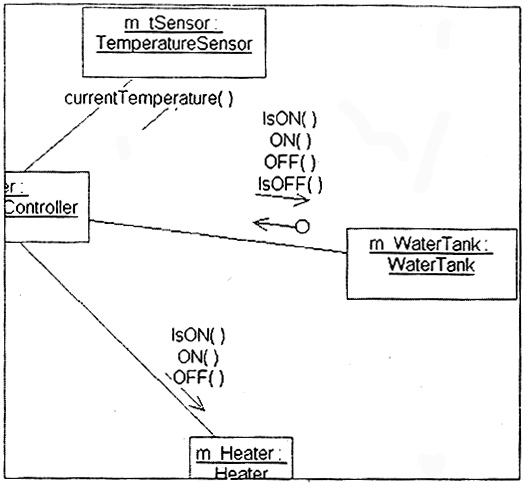 m_tSensor :
TemperatureSensor
currentTemperature( )
IsON( )
ON( )
OFF( )
IsOFF( )
er :
Controller
m_WaterTank :
WaterTank
IsON( )
ON( )
OFF( )
m_Heater :
Heater